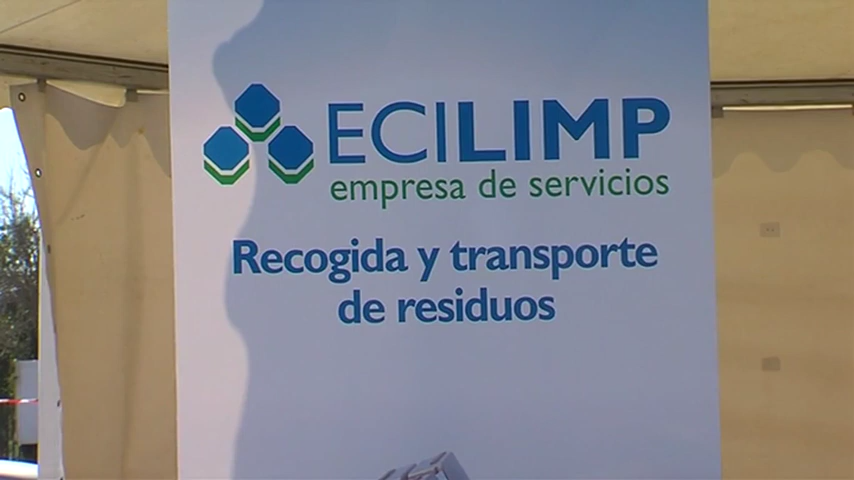 ECILIMP
empresa de servicios
Recogida y transporte
de residuos